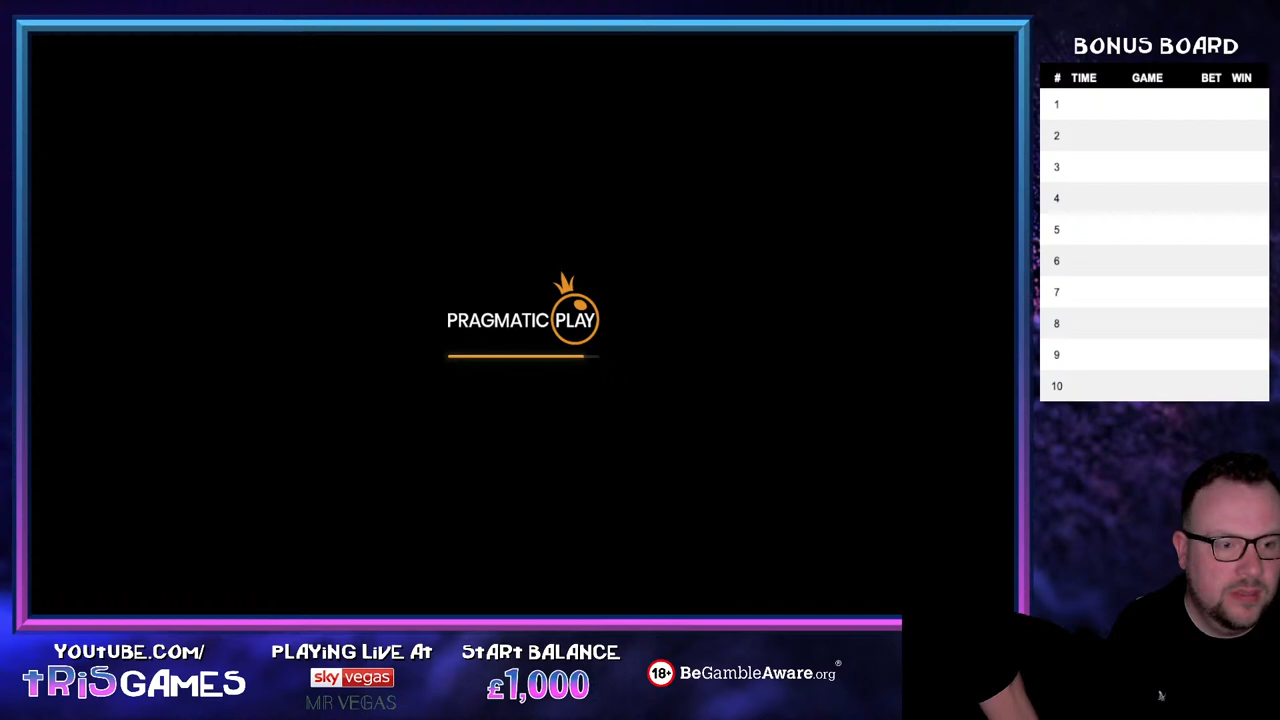 BONUS BOARD
# TIME GAME BET WIN
1
2
3
4
5
6
7
8
9
10
PRAGMATIC PLAY
YOUTUBE.COM/
tRiSGAMES
PLAYING LIVE AT
sky vegas
MR VEGAS
START BALANCE
£1,000
18+ BeGambleAware.org®